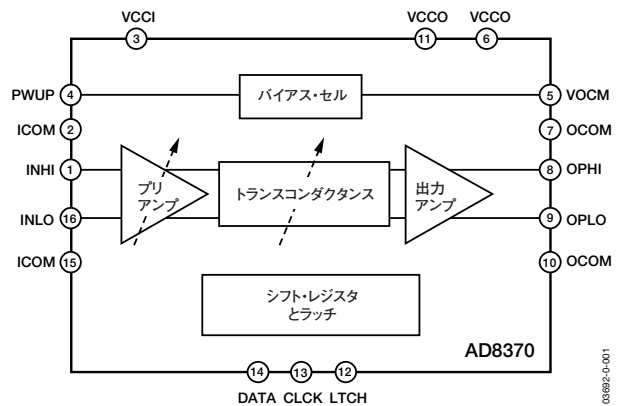 VCCI VCCO VCCO
3 11 6
PWUP 4 バイアス・セル 5 VOCM
ICOM 2 7 OCOM
INHI 1 プリ
アンプ トランスコンダクタンス 出力
アンプ 8 OPHI
INLO 16 9 OPLO
ICOM 15 10 OCOM
シフト・レジスタ
とラッチ
AD8370
14 13 12
DATA CLCK LTCH
03692-0-001